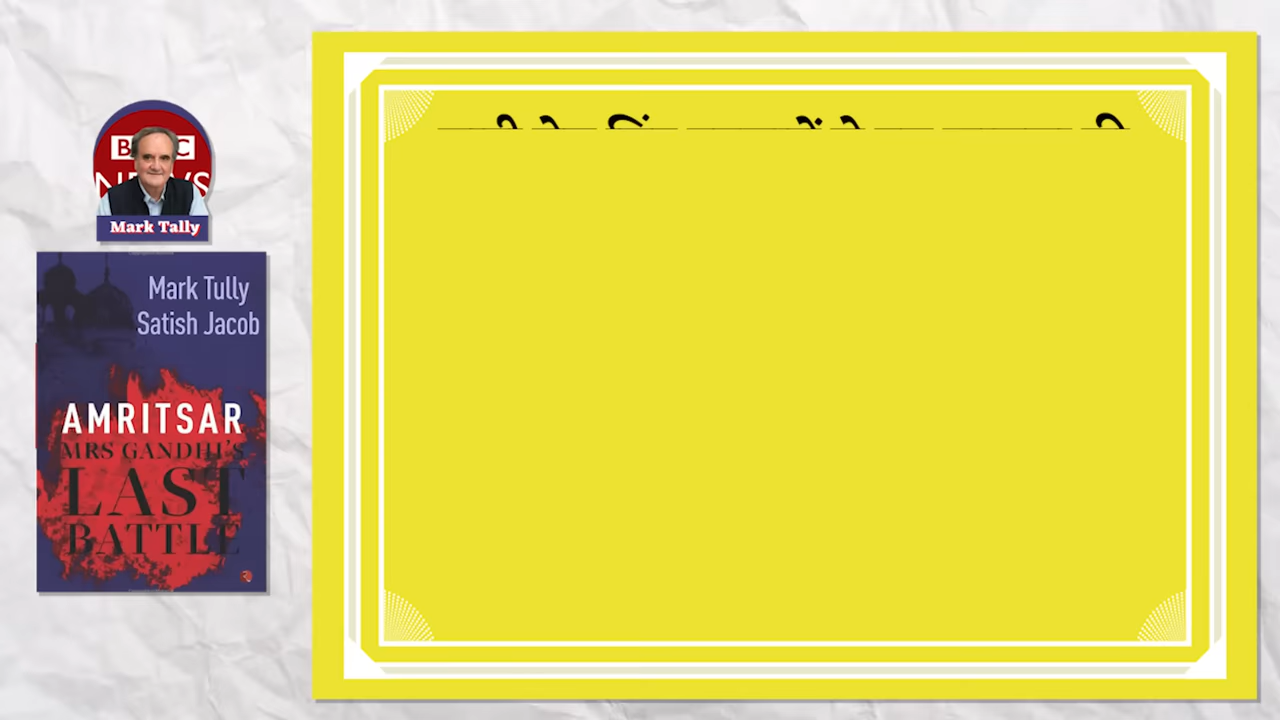 BBC
NEWS
Mark Tally
Mark Tully
Satish Jacob
AMRITSAR
MRS GANDHI'S
LAST
BATTLE